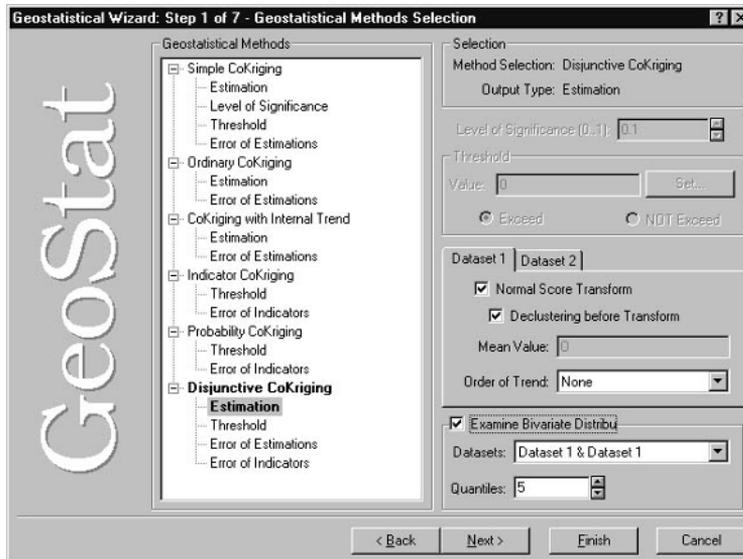 Geostatistical Wizard: Step 1 of 7 - Geostatistical Methods Selection
GeoStat
Geostatistical Methods
Simple CoKriging
Estimation
Level of Significance
Threshold
Error of Estimations
Ordinary CoKriging
Estimation
Error of Estimations
CoKriging with Internal Trend
Estimation
Error of Estimations
Indicator CoKriging
Threshold
Error of Indicators
Probability CoKriging
Threshold
Error of Indicators
Disjunctive CoKriging
Estimation
Threshold
Error of Estimations
Error of Indicators
Selection
Method Selection: Disjunctive CoKriging
Output Type: Estimation
Level of Significance (0..1): 0.1
Threshold
Value: 0 Set...
Exceed NOT Exceed
Dataset 1 Dataset 2
Normal Score Transform
Declustering before Transform
Mean Value: 0
Order of Trend: None
Examine Bivariate Distribu
Datasets: Dataset 1 & Dataset 1
Quantiles: 5
< Back Next > Finish Cancel